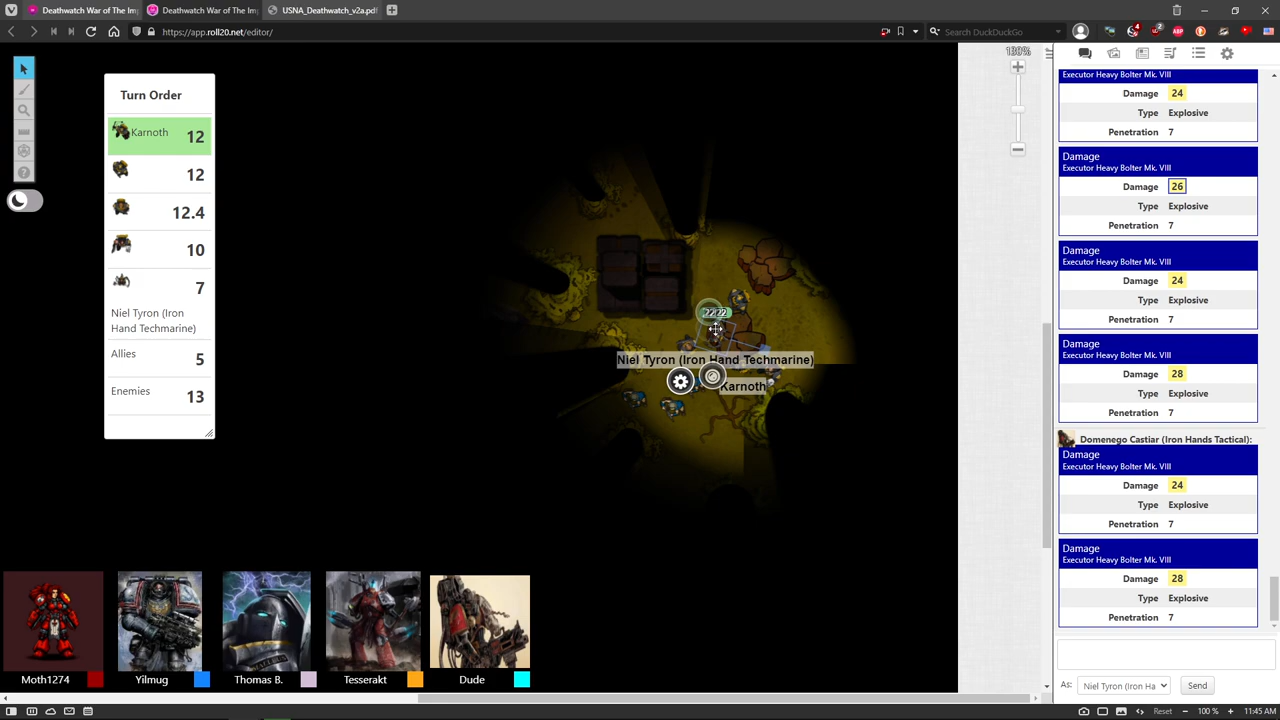 Deathwatch War of The Im
Deathwatch War of The Im
USNA_Deathwatch_v2a.pdf
https://app.roll20.net/editor/
Search DuckDuckGo
4
2
ABP
130%
Turn Order
Karnoth 12
12
12.4
10
7
Niel Tyron (Iron
Hand Techmarine)
Allies 5
Enemies 13
22
22
Niel Tyron (Iron Hand Techmarine)
Karnoth
Moth1274
Yilmug
Thomas B.
Tesserakt
Dude
Executor Heavy Bolter Mk. VIII
Damage 24
Type Explosive
Penetration 7
Damage
Executor Heavy Bolter Mk. VIII
Damage 26
Type Explosive
Penetration 7
Damage
Executor Heavy Bolter Mk. VIII
Damage 24
Type Explosive
Penetration 7
Damage
Executor Heavy Bolter Mk. VIII
Damage 28
Type Explosive
Penetration 7
Domenego Castiar (Iron Hands Tactical):
Damage
Executor Heavy Bolter Mk. VIII
Damage 24
Type Explosive
Penetration 7
Damage
Executor Heavy Bolter Mk. VIII
Damage 28
Type Explosive
Penetration 7
As: Niel Tyron (Iron Ha Send
Reset 100 % 11:45 AM